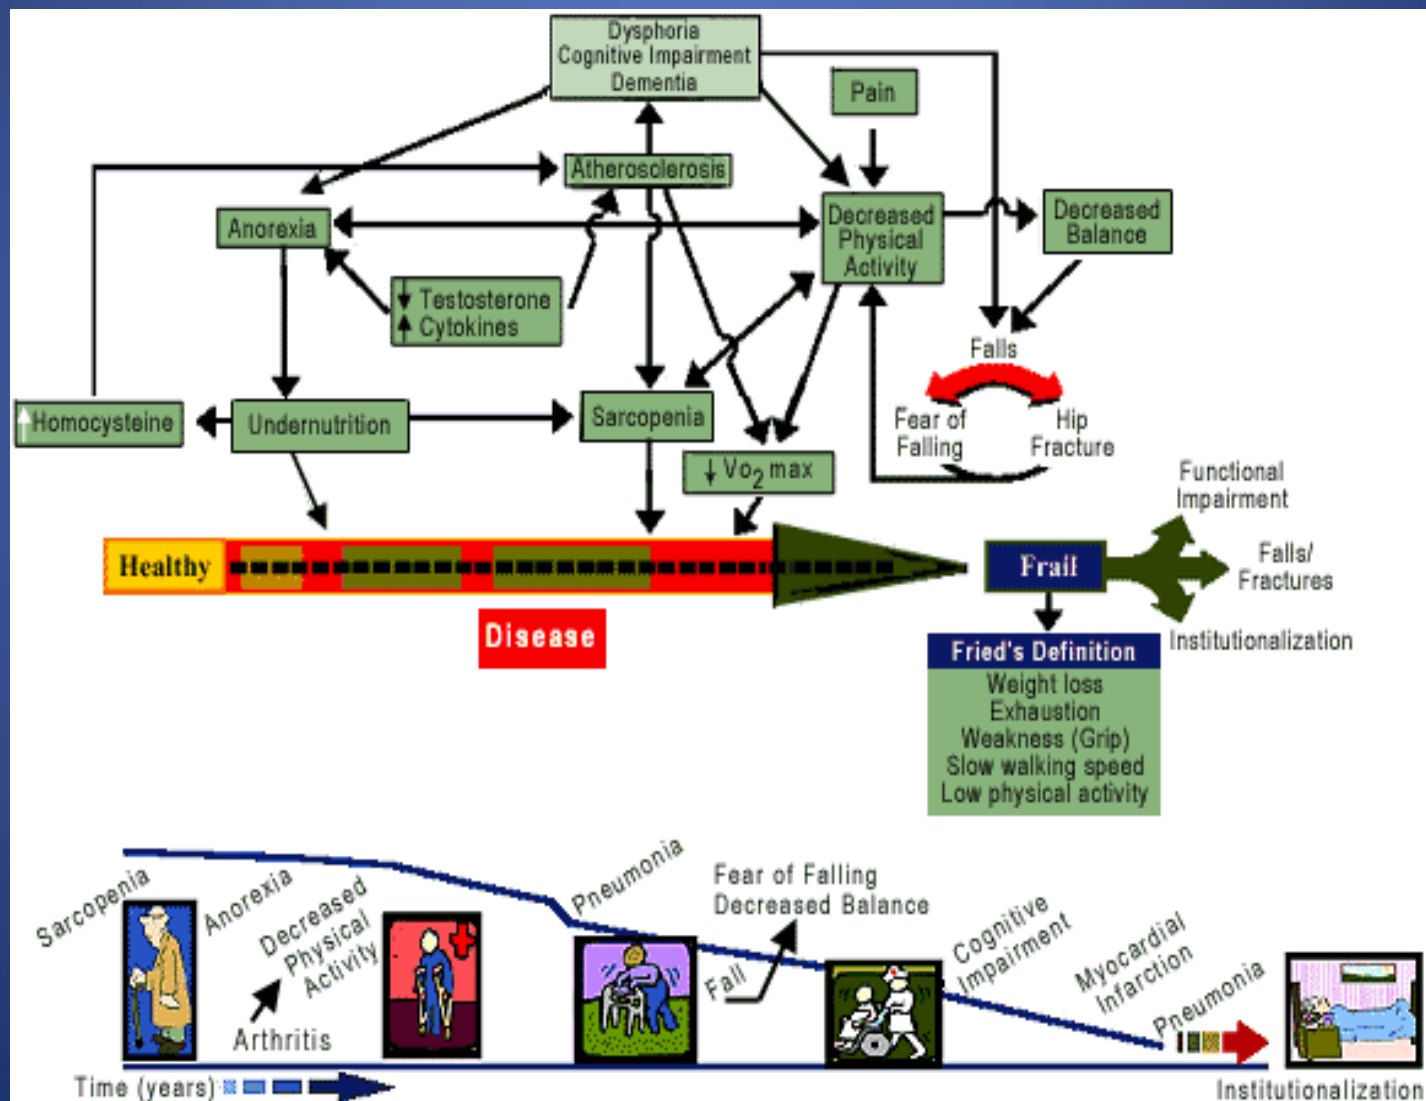 Dysphoria
Cognitive Impairment
Dementia
Pain
Atherosclerosis
Anorexia
Decreased
Physical
Activity
Decreased
Balance
↓ Testosterone
↑ Cytokines
Falls
Fear of
Falling
Hip
Fracture
↑Homocysteine
Undernutrition
Sarcopenia
↓ Vo2 max
Functional
Impairment
Healthy
Frail
Falls/
Fractures
Institutionalization
Disease
Fried's Definition
Weight loss
Exhaustion
Weakness (Grip)
Slow walking speed
Low physical activity
Sarcopenia
Anorexia
Decreased
Physical
Activity
Arthritis
Pneumonia
Fall
Fear of Falling
Decreased Balance
Cognitive
Impairment
Myocardial
Infarction
Pneumonia
Time (years)
Institutionalization